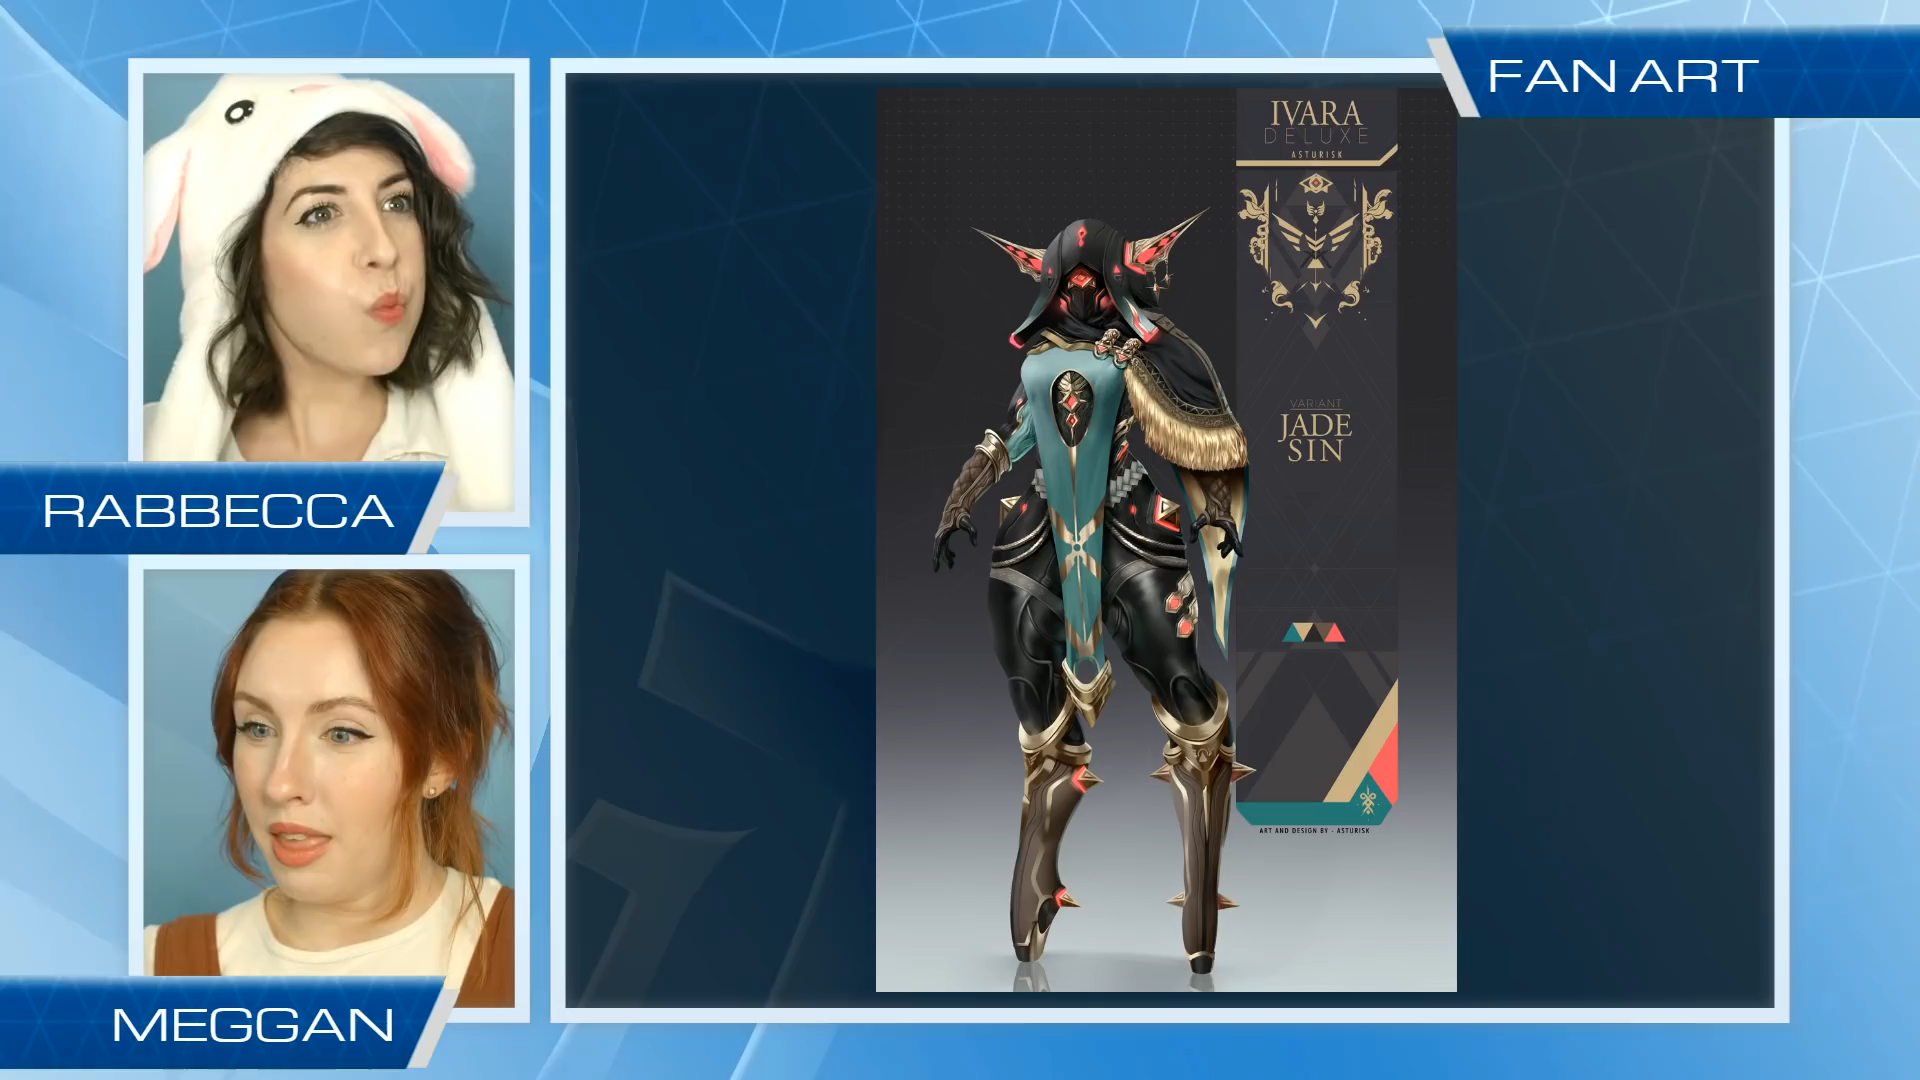 FAN ART
RABBECCA
MEGGAN
IVARA
DELUXE
ASTURISK
VARIANT
JADE
SIN
ART AND DESIGN BY - ASTURISK